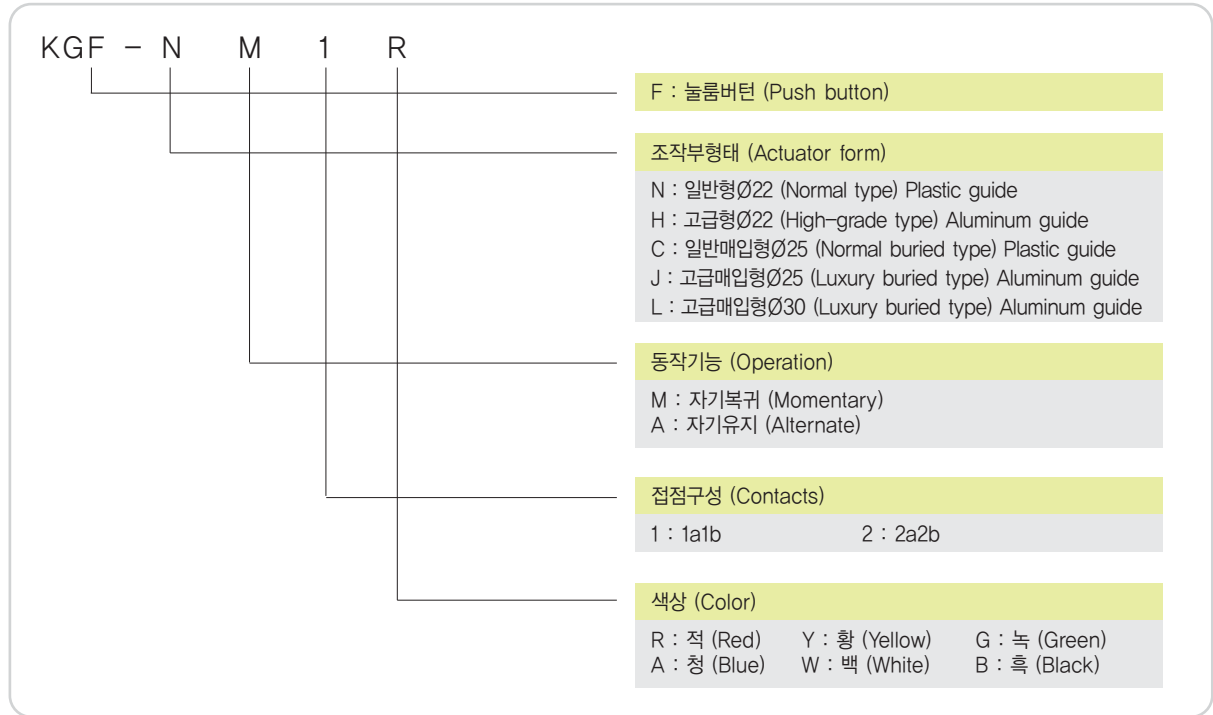 KGF - N M 1 R
F : 눌룸버턴 (Push button)
조작부형태 (Actuator form)
N : 일반형Ø22 (Normal type) Plastic guide
H : 고급형Ø22 (High-grade type) Aluminum guide
C : 일반매입형Ø25 (Normal buried type) Plastic guide
J : 고급매입형Ø25 (Luxury buried type) Aluminum guide
L : 고급매입형Ø30 (Luxury buried type) Aluminum guide
동작기능 (Operation)
M : 자기복귀 (Momentary)
A : 자기유지 (Alternate)
접점구성 (Contacts)
1 : 1a1b 2 : 2a2b
색상 (Color)
R : 적 (Red) Y : 황 (Yellow) G : 녹 (Green)
A : 청 (Blue) W : 백 (White) B : 흑 (Black)